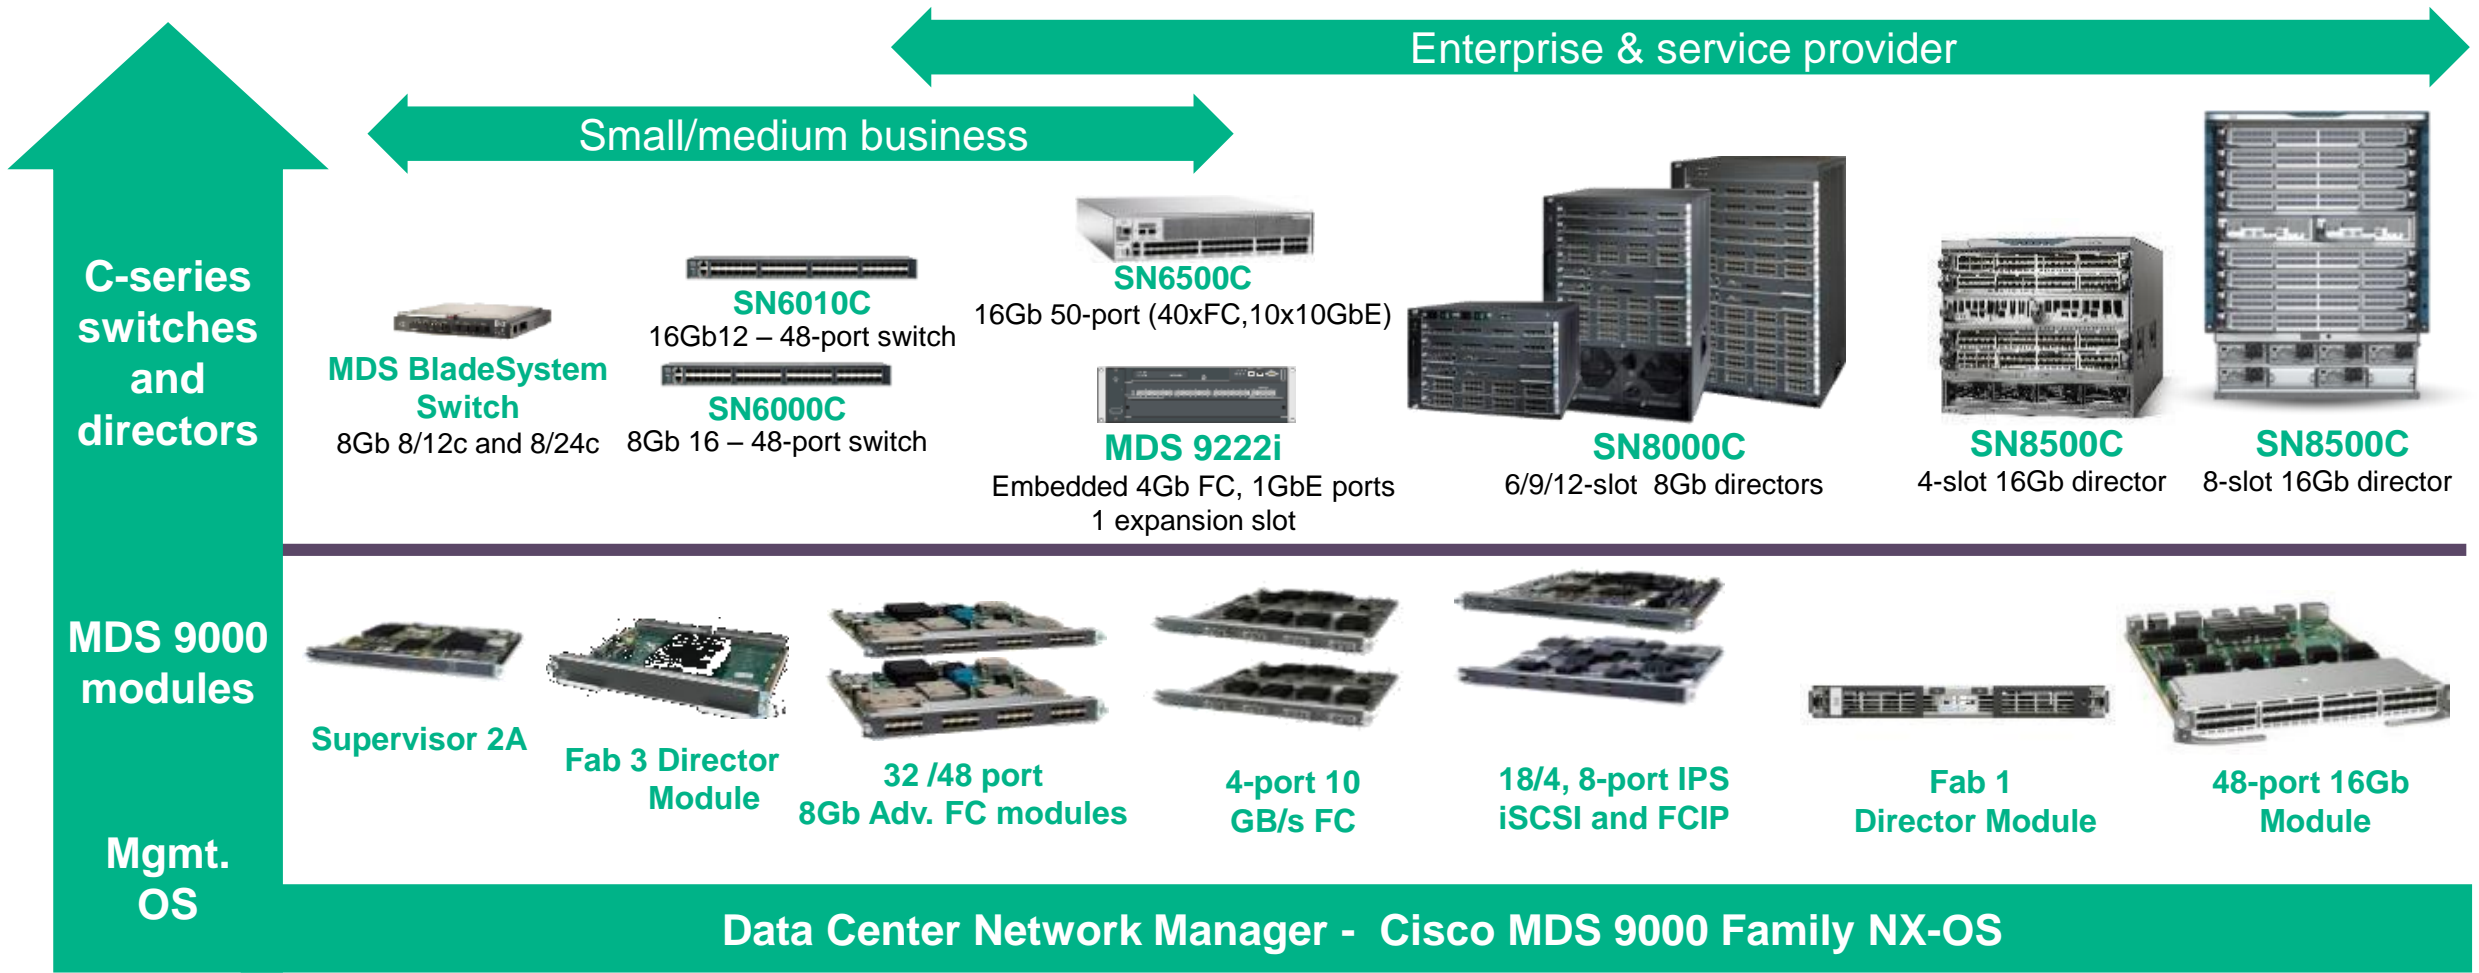 Enterprise & service provider
Small/medium business
C-series
switches
and
directors
MDS BladeSystem
Switch
8Gb 8/12c and 8/24c
SN6010C
16Gb12 – 48-port switch
SN6000C
8Gb 16 – 48-port switch
SN6500C
16Gb 50-port (40xFC,10x10GbE)
MDS 9222i
Embedded 4Gb FC, 1GbE ports
1 expansion slot
SN8000C
6/9/12-slot  8Gb directors
SN8500C
4-slot 16Gb director
SN8500C
8-slot 16Gb director
MDS 9000
modules
Supervisor 2A
Fab 3 Director
Module
32 /48 port
8Gb Adv. FC modules
4-port 10
GB/s FC
18/4, 8-port IPS
iSCSI and FCIP
Fab 1
Director Module
48-port 16Gb
Module
Mgmt.
OS
Data Center Network Manager -  Cisco MDS 9000 Family NX-OS